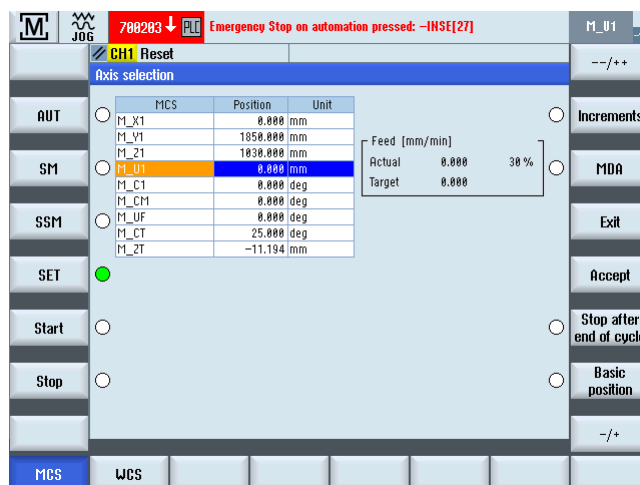 M JOG 700203 PLC Emergency Stop on automation pressed: -INSE[27] M_U1
CH1 Reset
--/++
Axis selection
MCS Position Unit
AUT Increments
M_X1 0.000 mm
M_Y1 1850.000 mm
M_Z1 1030.000 mm
Feed [mm/min]
SM M_U1 0.000 mm Actual 0.000 30 % MDA
M_C1 0.000 deg
Target 0.000
M_CM 0.000 deg
M_UF 0.000 deg
SSM Exit
M_CT 25.000 deg
M_ZT -11.194 mm
SET Accept
Start Stop after
end of cycle
Stop Basic
position
-/+
MCS WCS